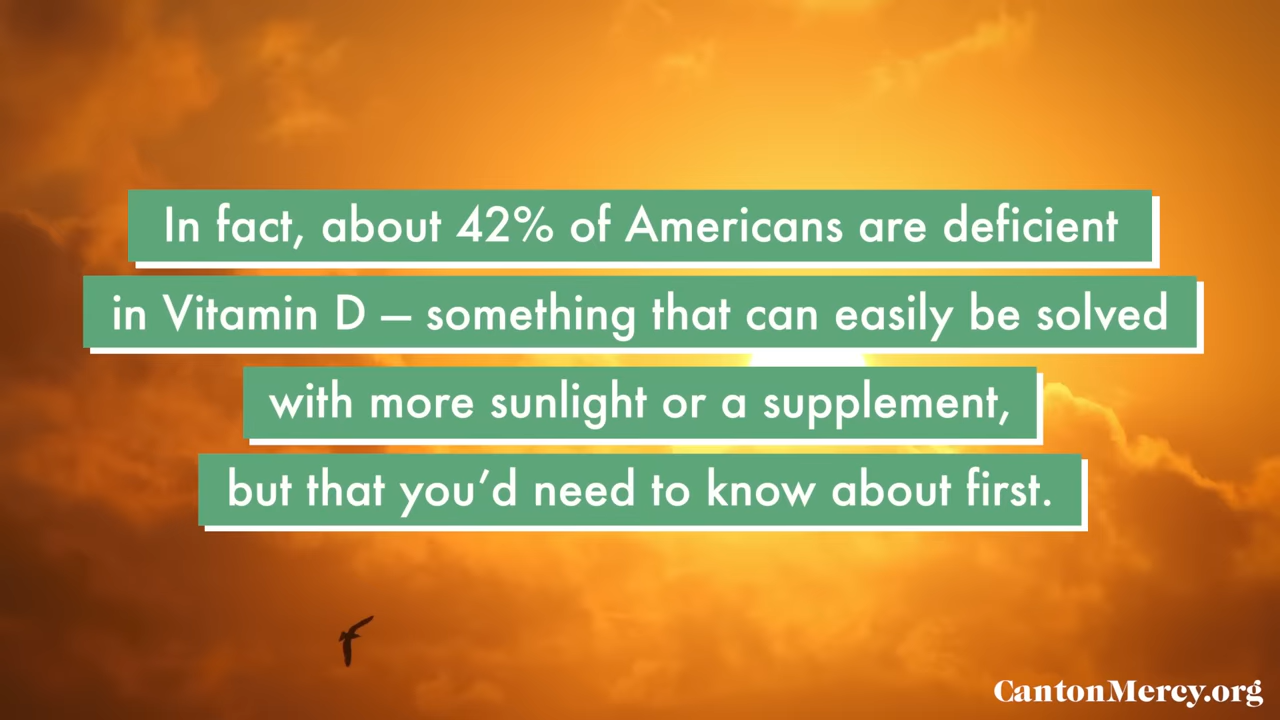 In fact, about 42% of Americans are deficient
in Vitamin D – something that can easily be solved
with more sunlight or a supplement,
but that you’d need to know about first.
CantonMercy.org